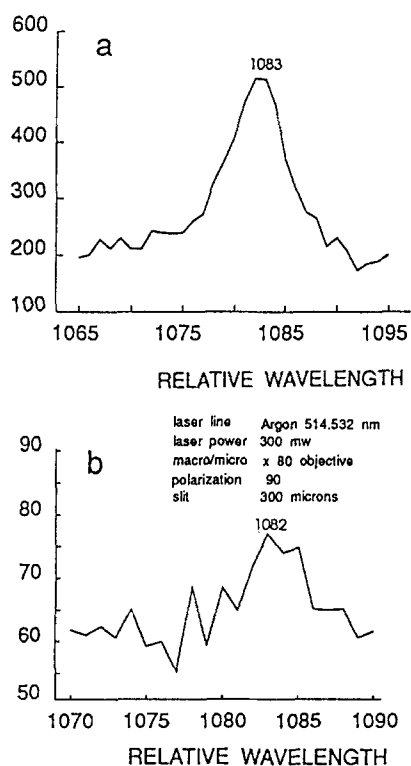 a
600
500
400
300
200
100
1083
1065 1075 1085 1095
RELATIVE WAVELENGTH
laser line Argon 514.532 nm
laser power 300 mw
macro/micro x 80 objective
polarization 90
slit 300 microns
b
90
80
70
60
50
1082
1070 1075 1080 1085 1090
RELATIVE WAVELENGTH